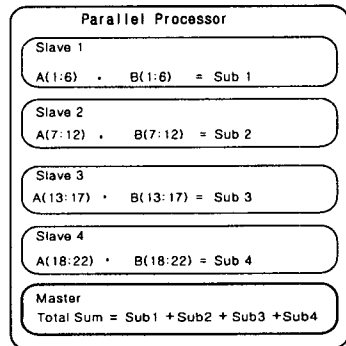 Parallel Processor
Slave 1
A(1:6) · B(1:6) = Sub 1
Slave 2
A(7:12) · B(7:12) = Sub 2
Slave 3
A(13:17) · B(13:17) = Sub 3
Slave 4
A(18:22) · B(18:22) = Sub 4
Master
Total Sum = Sub1 +Sub2 + Sub3 +Sub4